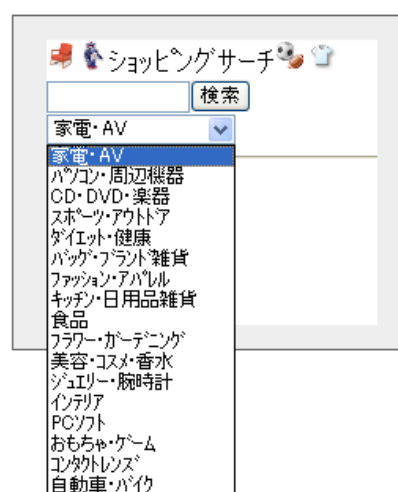 ショッピングサーチ
検索
家電・AV
家電・AV
ﾊﾟｿｺﾝ・周辺機器
CD・DVD・楽器
ｽﾎﾟｰﾂ・ｱｳﾄﾄﾞｱ
ﾀﾞｲｴｯﾄ・健康
ﾊﾞｯｸﾞ・ﾌﾞﾗﾝﾄﾞ雑貨
ﾌｧｯｼｮﾝ・ｱﾊﾟﾚﾙ
ｷｯﾁﾝ・日用品雑貨
食品
ﾌﾗﾜｰ・ｶﾞｰﾃﾞﾆﾝｸﾞ
美容・ｺｽﾒ・香水
ｼﾞｭｴﾘｰ・腕時計
ｲﾝﾃﾘｱ
PCｿﾌﾄ
おもちゃ・ｹﾞｰﾑ
ｺﾝﾀｸﾄﾚﾝｽﾞ
自動車・ﾊﾞｲｸ